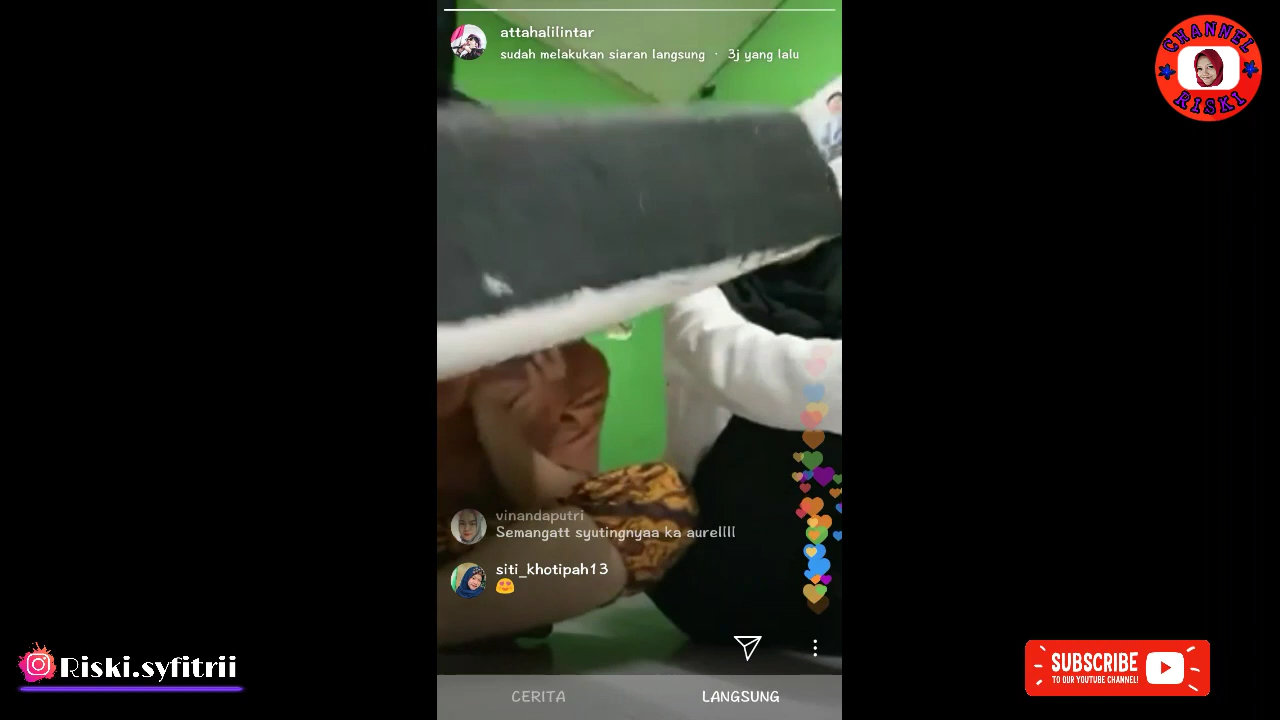 attahalilintar
sudah melakukan siaran langsung · 3j yang lalu
CHANNEL
RISKI
vinandaputri
Semangatt syutingnyaa ka aurellll
siti_khotipah13
😍
Riski.syfitrii
SUBSCRIBE
TO OUR YOUTUBE CHANNEL!
CERITA
LANGSUNG